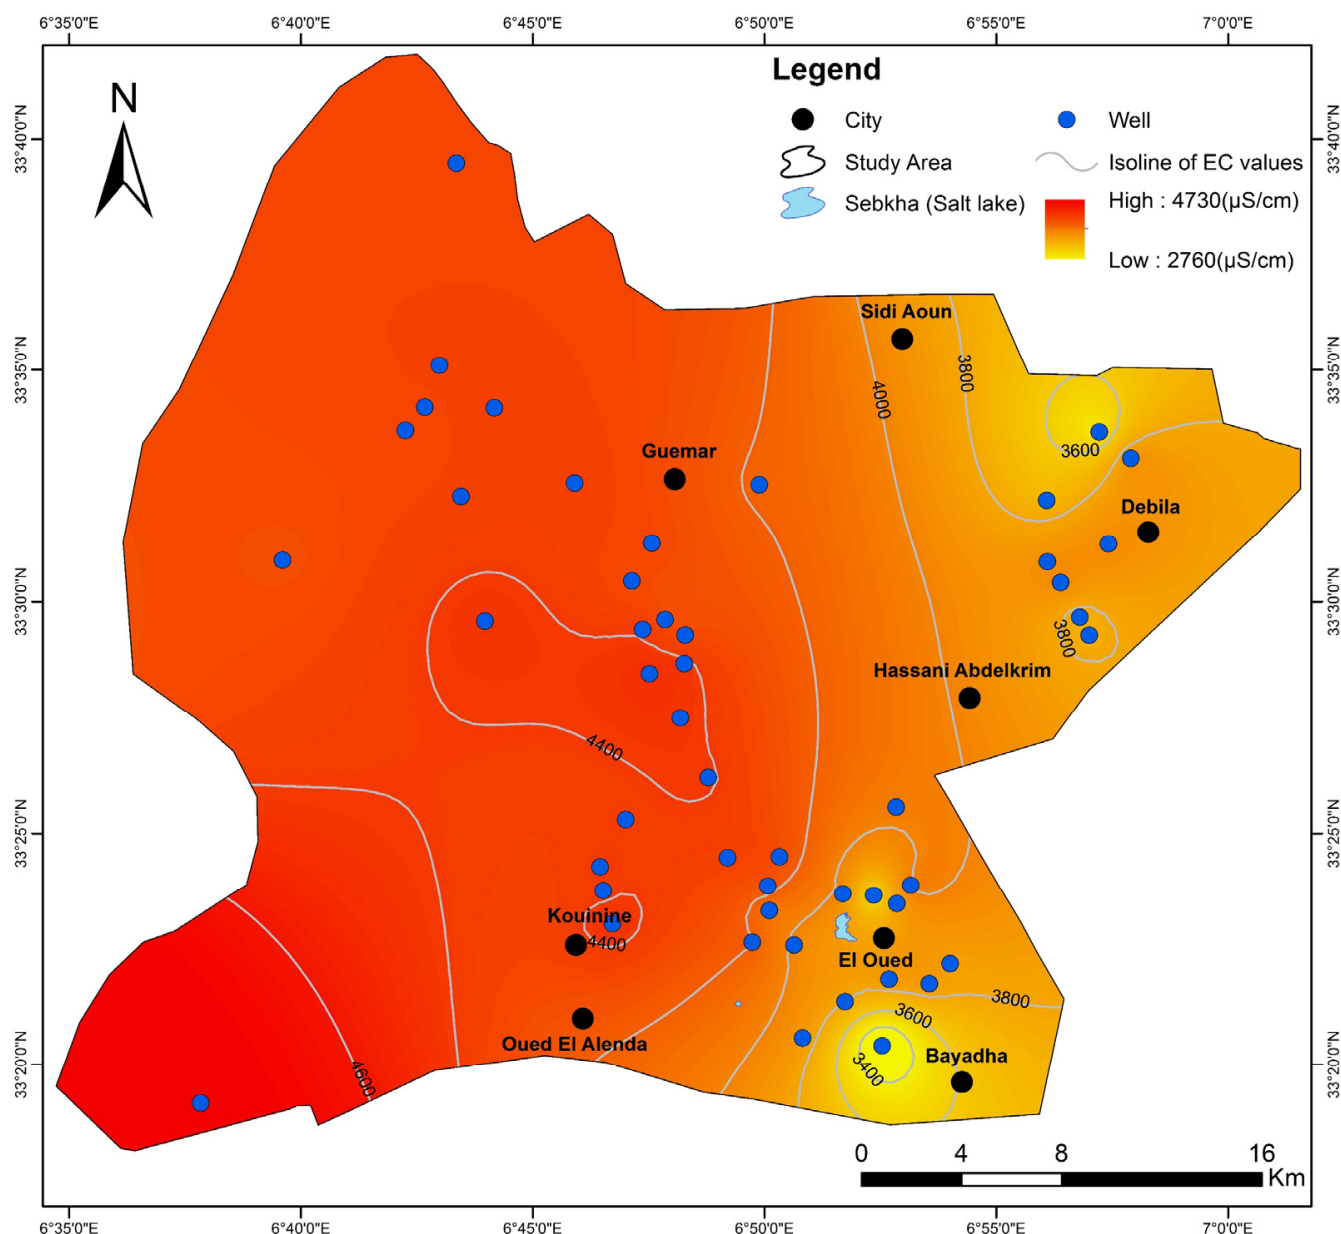 6°35'0"E 6°40'0"E 6°45'0"E 6°50'0"E 6°55'0"E 7°0'0"E
Legend
N
City
Well
Study Area
Isoline of EC values
Sebkha (Salt lake)
High : 4730(µS/cm)
Low : 2760(µS/cm)
33°40'0"N 33°40'0"N
Sidi Aoun
33°35'0"N 33°35'0"N
3800
4000
Guemar
3600
Debila
33°30'0"N 33°30'0"N
3800
Hassani Abdelkrim
4400
33°25'0"N 33°25'0"N
Kouinine
4400
El Oued
3800
3600
Oued El Alenda
Bayadha
3400
4600
33°20'0"N 33°20'0"N
0 4 8 16
Km
6°35'0"E 6°40'0"E 6°45'0"E 6°50'0"E 6°55'0"E 7°0'0"E